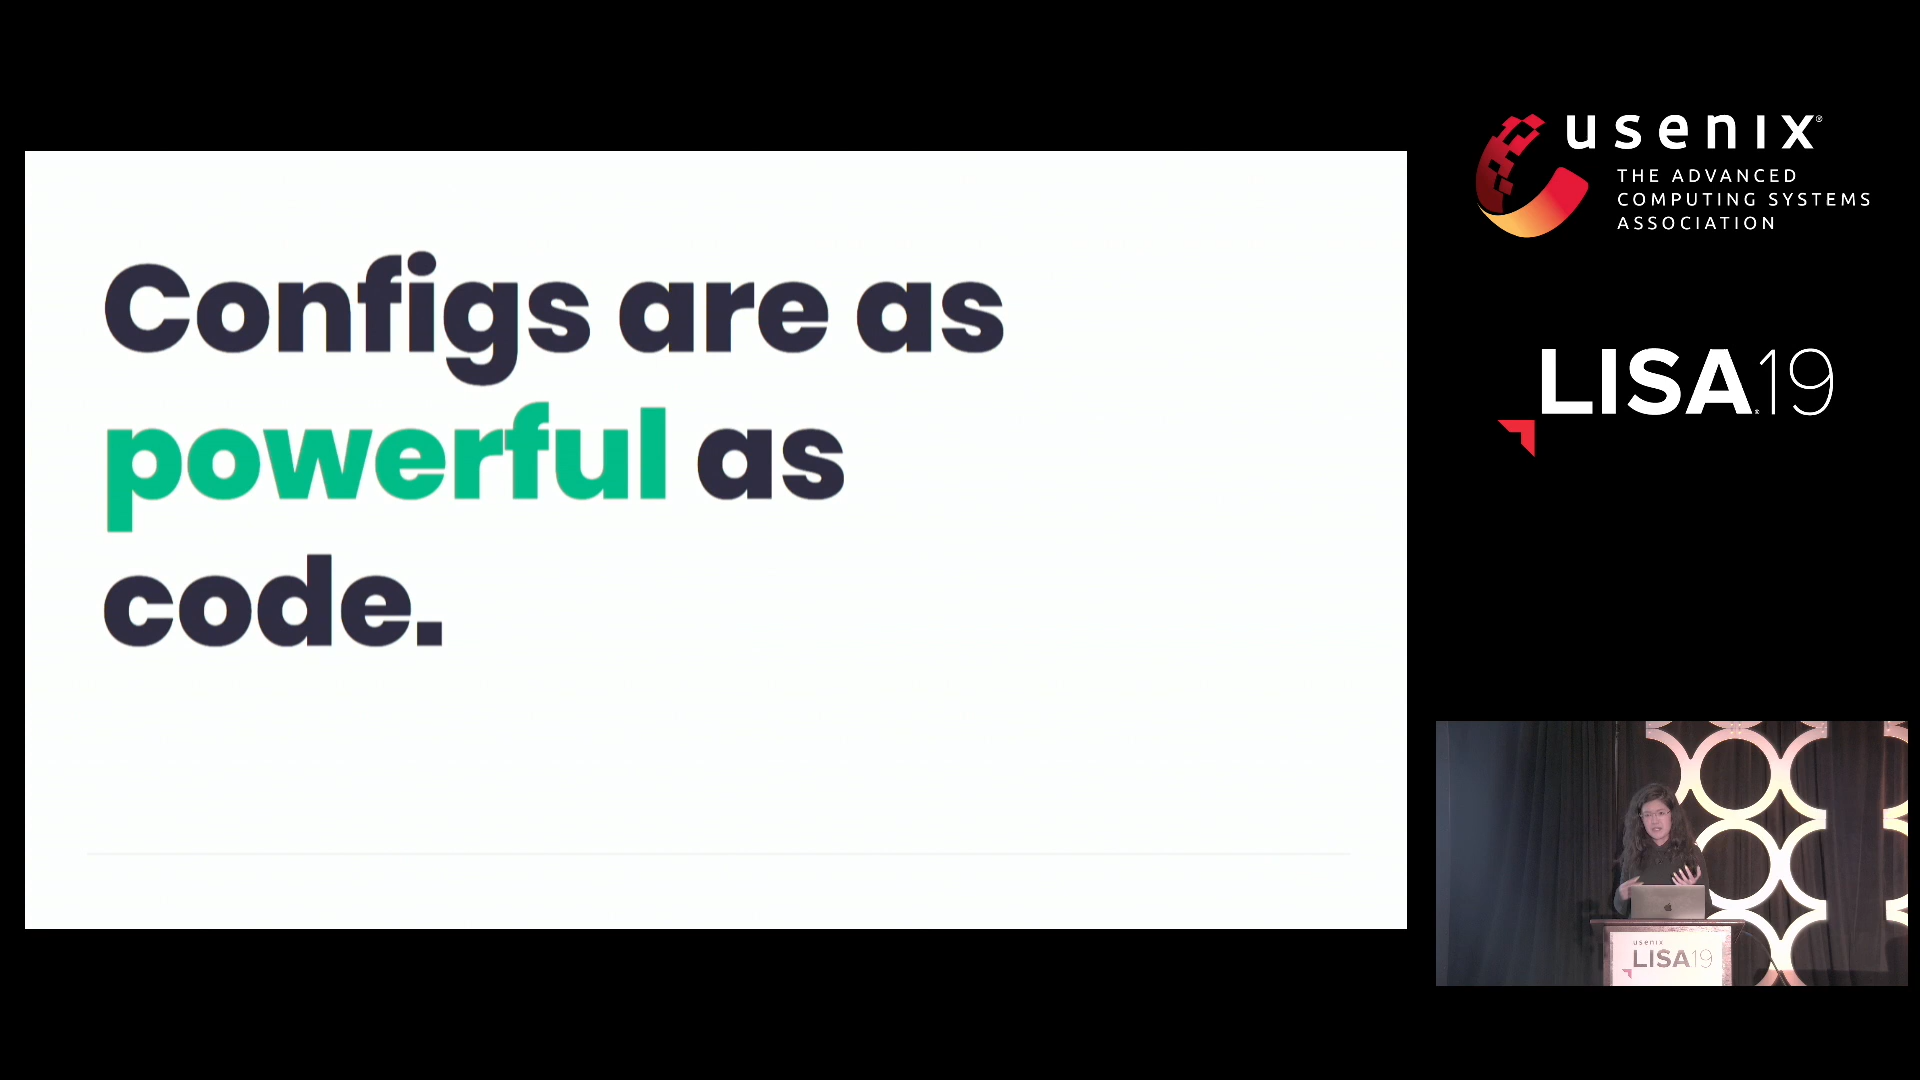 Configs are as
powerful as
code.
usenix®
THE ADVANCED
COMPUTING SYSTEMS
ASSOCIATION
LISA19
usenix
LISA19